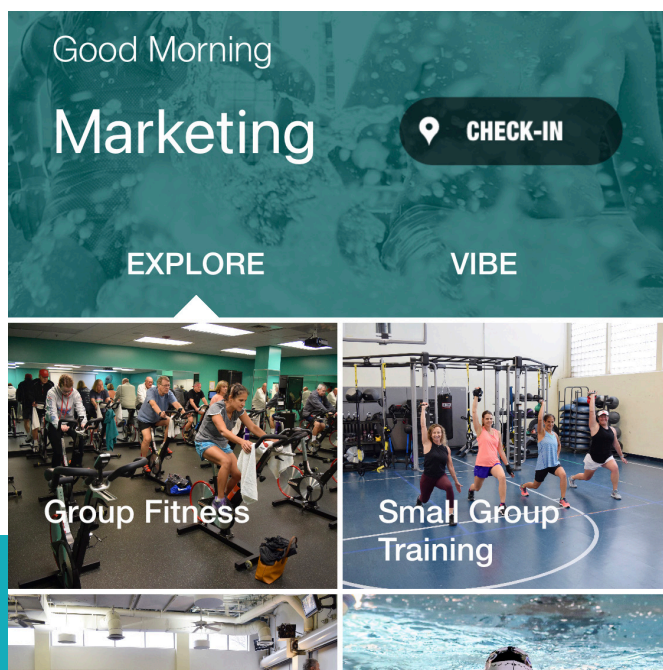 Good Morning
Marketing
CHECK-IN
EXPLORE
VIBE
Group Fitness
Small Group
Training